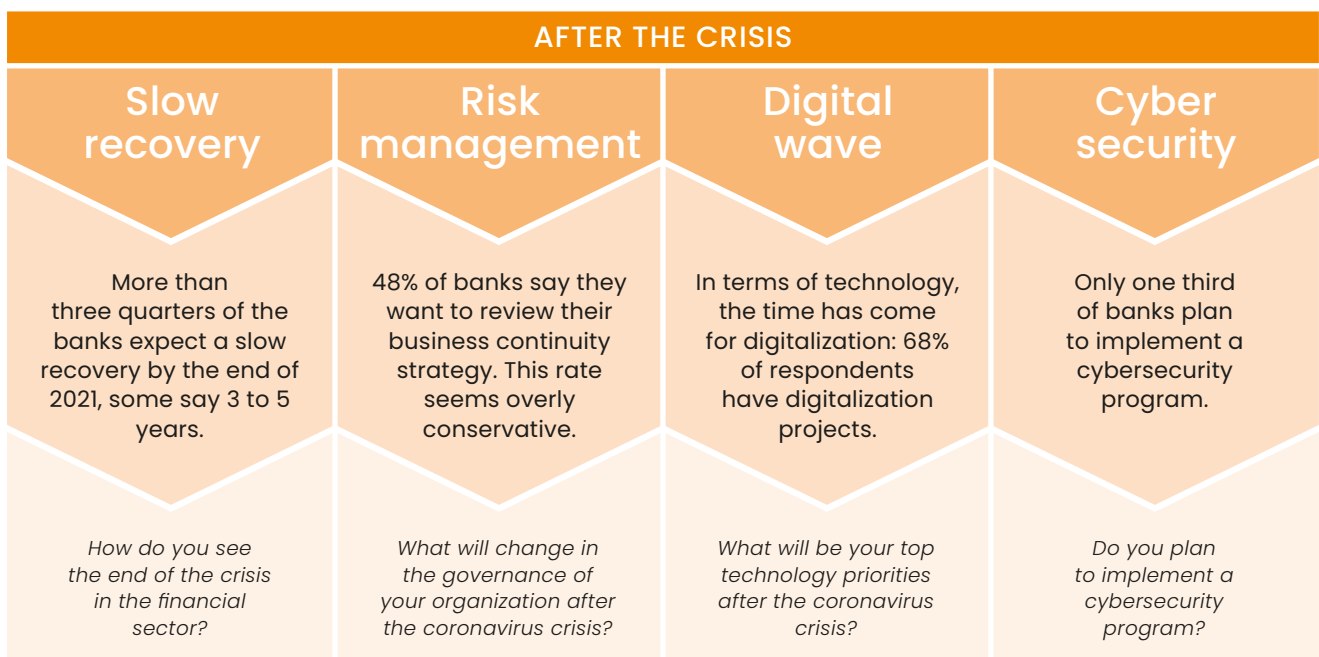 AFTER THE CRISIS
Slow
recovery
More than
three quarters of the
banks expect a slow
recovery by the end of
2021, some say 3 to 5
years.
How do you see
the end of the crisis
in the financial
sector?
Risk
management
48% of banks say they
want to review their
business continuity
strategy. This rate
seems overly
conservative.
What will change in
the governance of
your organization after
the coronavirus crisis?
Digital
wave
In terms of technology,
the time has come
for digitalization: 68%
of respondents
have digitalization
projects.
What will be your top
technology priorities
after the coronavirus
crisis?
Cyber
security
Only one third
of banks plan
to implement a
cybersecurity
program.
Do you plan
to implement a
cybersecurity
program?